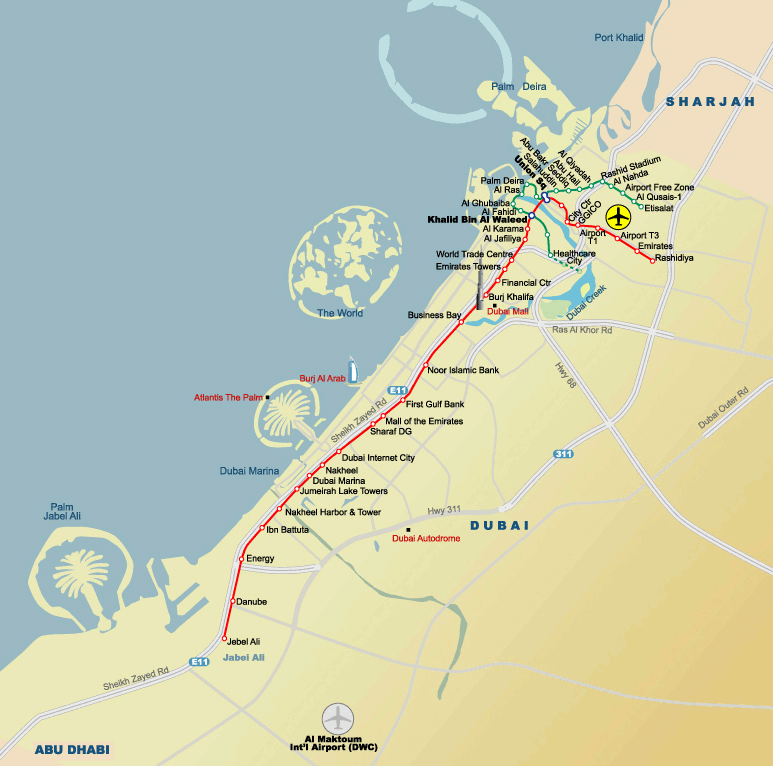 Port Khalid
Palm Deira
SHARJAH
Abu Bakr Seddiq
Salahuddin
Union Sq
Abu Hail
Al Qiyadah
Rashid Stadium
Al Nahda
Airport Free Zone
Al Qusais-1
Etisalat
Palm Deira
Al Ras
Al Ghubaiba
Al Fahidi
Khalid Bin Al Waleed
Al Karama
Al Jafiliya
City Ctr
GGICO
Airport
T1
Airport T3
Emirates
Rashidiya
World Trade Centre
Emirates Towers
Healthcare
City
Financial Ctr
Burj Khalifa
Dubai Mall
Dubai Creek
The World
Business Bay
Ras Al Khor Rd
Hwy 68
Noor Islamic Bank
Burj Al Arab
E11
Atlantis The Palm
First Gulf Bank
Sheikh Zayed Rd
Mall of the Emirates
Sharaf DG
Dubai Outer Rd
311
Dubai Internet City
Dubai Marina
Nakheel
Dubai Marina
Jumeirah Lake Towers
Palm
Jabel Ali
Nakheel Harbor & Tower
Hwy 311
DUBAI
Ibn Battuta
Dubai Autodrome
Energy
Danube
Jebel Ali
E11
Jabei Ali
Sheikh Zayed Rd
Al Maktoum
Int'l Airport (DWC)
ABU DHABI